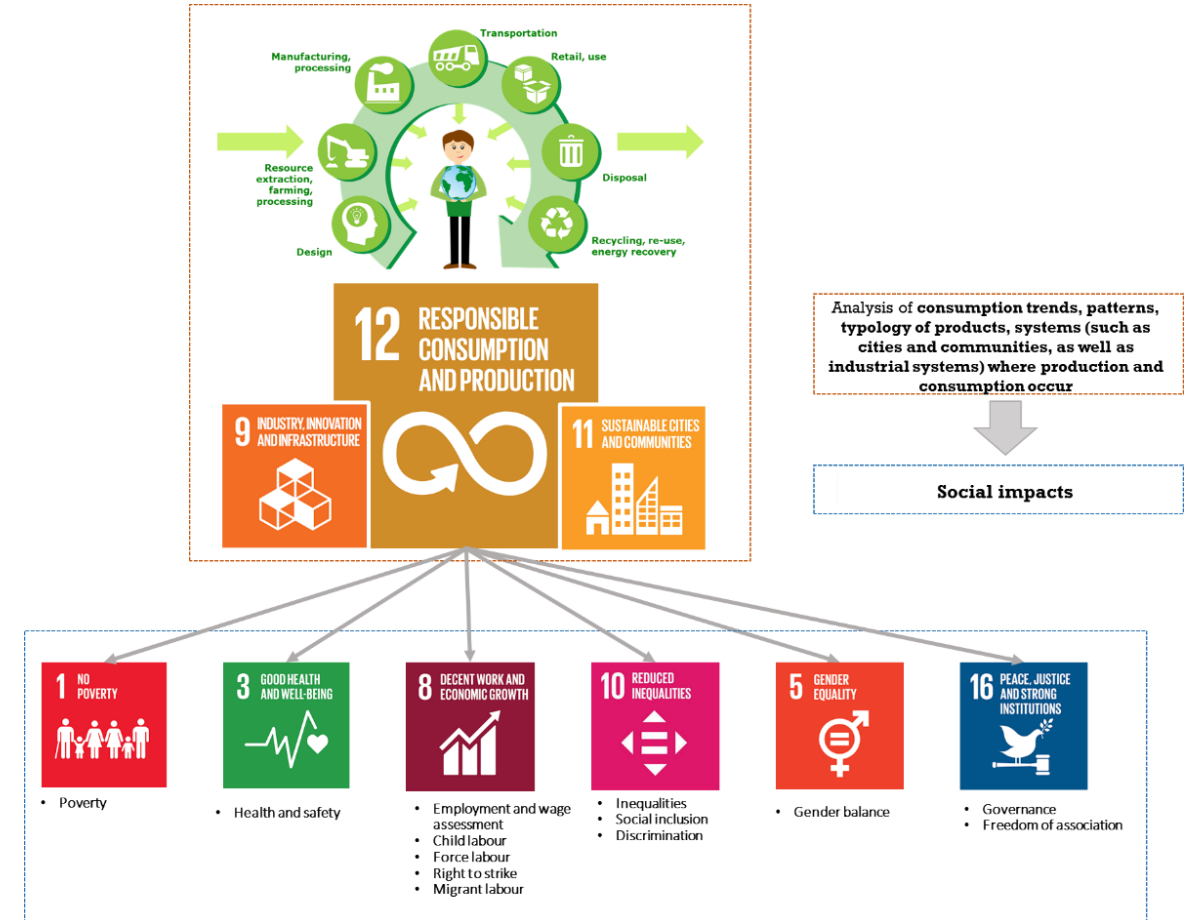 Transportation
Manufacturing,
processing
Retail, use
Resource
extraction,
farming,
processing
Disposal
Design
Recycling, re-use,
energy recovery
12 RESPONSIBLE
CONSUMPTION
AND PRODUCTION
9 INDUSTRY, INNOVATION
AND INFRASTRUCTURE
11 SUSTAINABLE CITIES
AND COMMUNITIES
Analysis of consumption trends, patterns,
typology of products, systems (such as
cities and communities, as well as
industrial systems) where production and
consumption occur
Social impacts
1 NO
POVERTY
• Poverty
3 GOOD HEALTH
AND WELL-BEING
• Health and safety
8 DECENT WORK AND
ECONOMIC GROWTH
• Employment and wage
assessment
• Child labour
• Force labour
• Right to strike
• Migrant labour
10 REDUCED
INEQUALITIES
• Inequalities
• Social inclusion
• Discrimination
5 GENDER
EQUALITY
• Gender balance
16 PEACE, JUSTICE
AND STRONG
INSTITUTIONS
• Governance
• Freedom of association